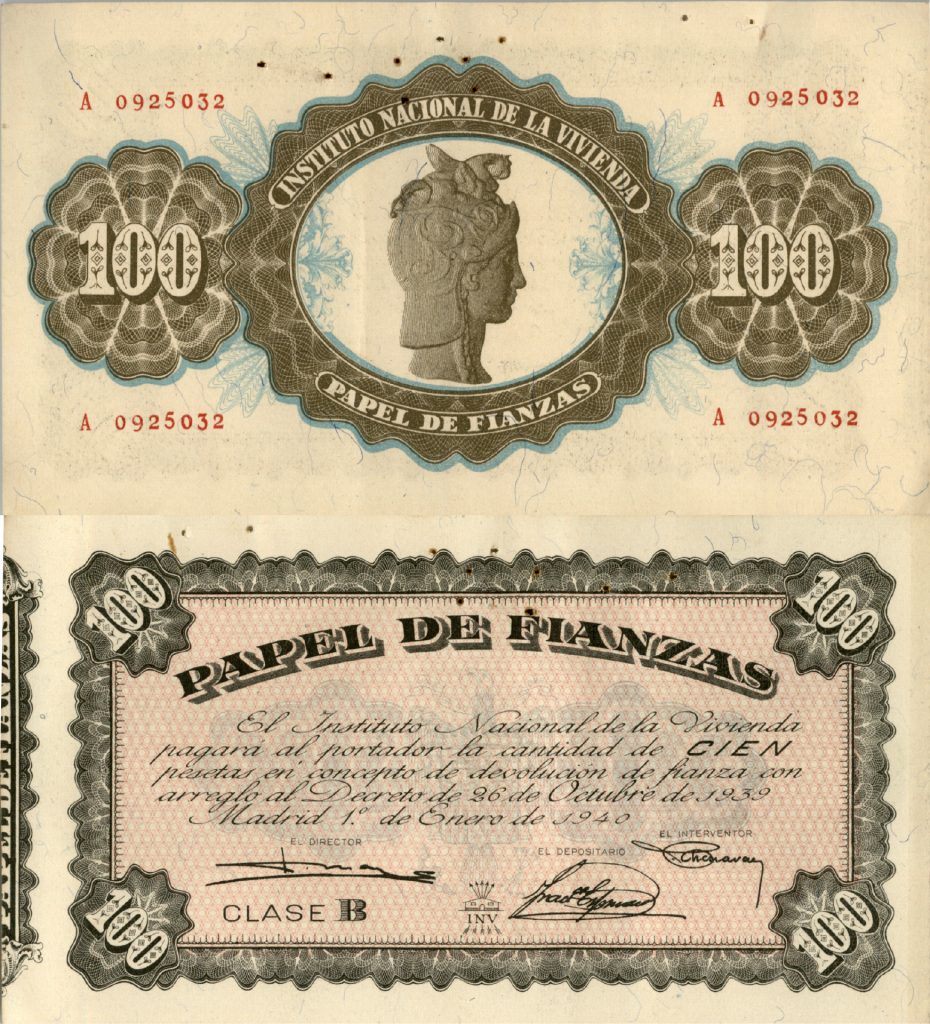 A 0925032
A 0925032
INSTITUTO NACIONAL DE LA VIVIENDA
100
100
PAPEL DE FIANZAS
A 0925032
A 0925032
100
100
PAPEL DE FIANZAS
El Instituto Nacional de la Vivienda
pagará al portador la cantidad de CIEN
pesetas en concepto de devolución de fianza con
arreglo al Decreto de 26 de Octubre de 1939
Madrid 1.º de Enero de 1940
EL DIRECTOR
EL DEPOSITARIO
EL INTERVENTOR
CLASE B
INV
100
100